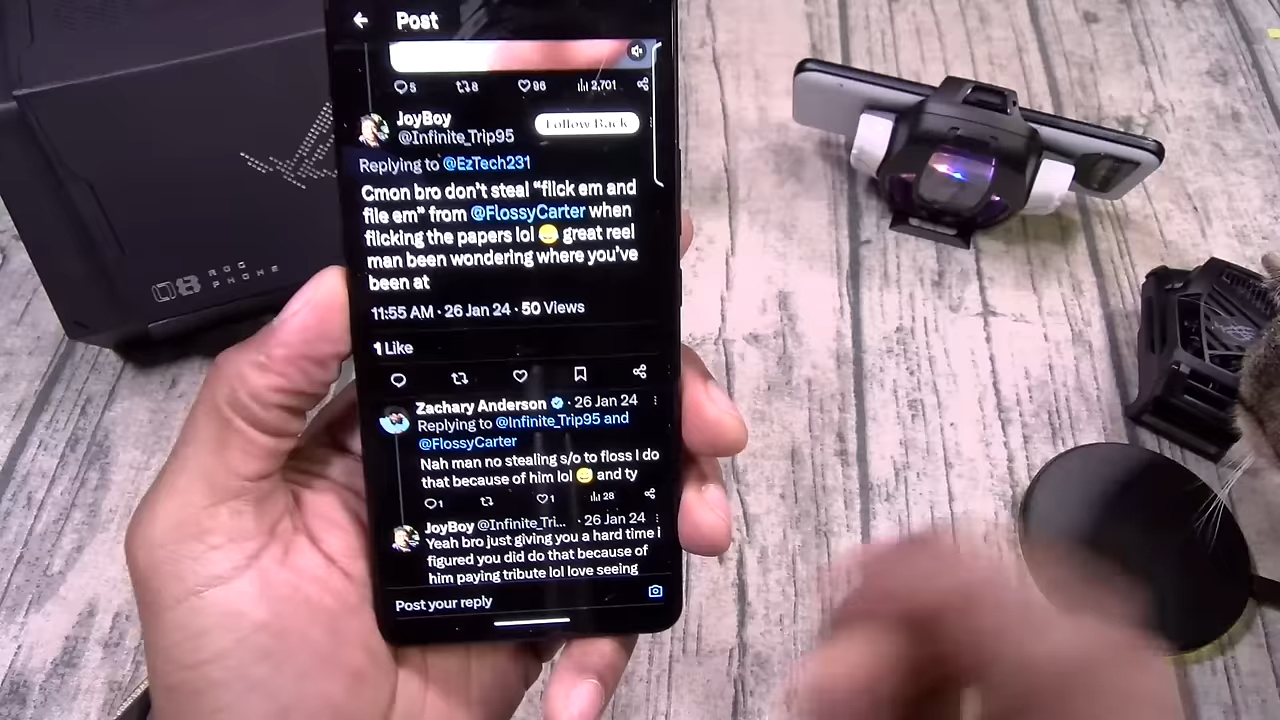 Post
5 8 96 2,701
JoyBoy
@Infinite_Trip95
Follow Back
Replying to @EzTech231
Cmon bro don't steal "flick em and
file em" from @FlossyCarter when
flicking the papers lol 😅 great reel
man been wondering where you've
been at
11:55 AM · 26 Jan 24 · 50 Views
1 Like
Zachary Anderson · 26 Jan 24
Replying to @Infinite_Trip95 and
@FlossyCarter
Nah man no stealing s/o to floss I do
that because of him lol 😅 and ty
1 1 28
JoyBoy @Infinite_Tri... · 26 Jan 24
Yeah bro just giving you a hard time i
figured you did do that because of
him paying tribute lol love seeing
Post your reply
08 ROG
PHONE